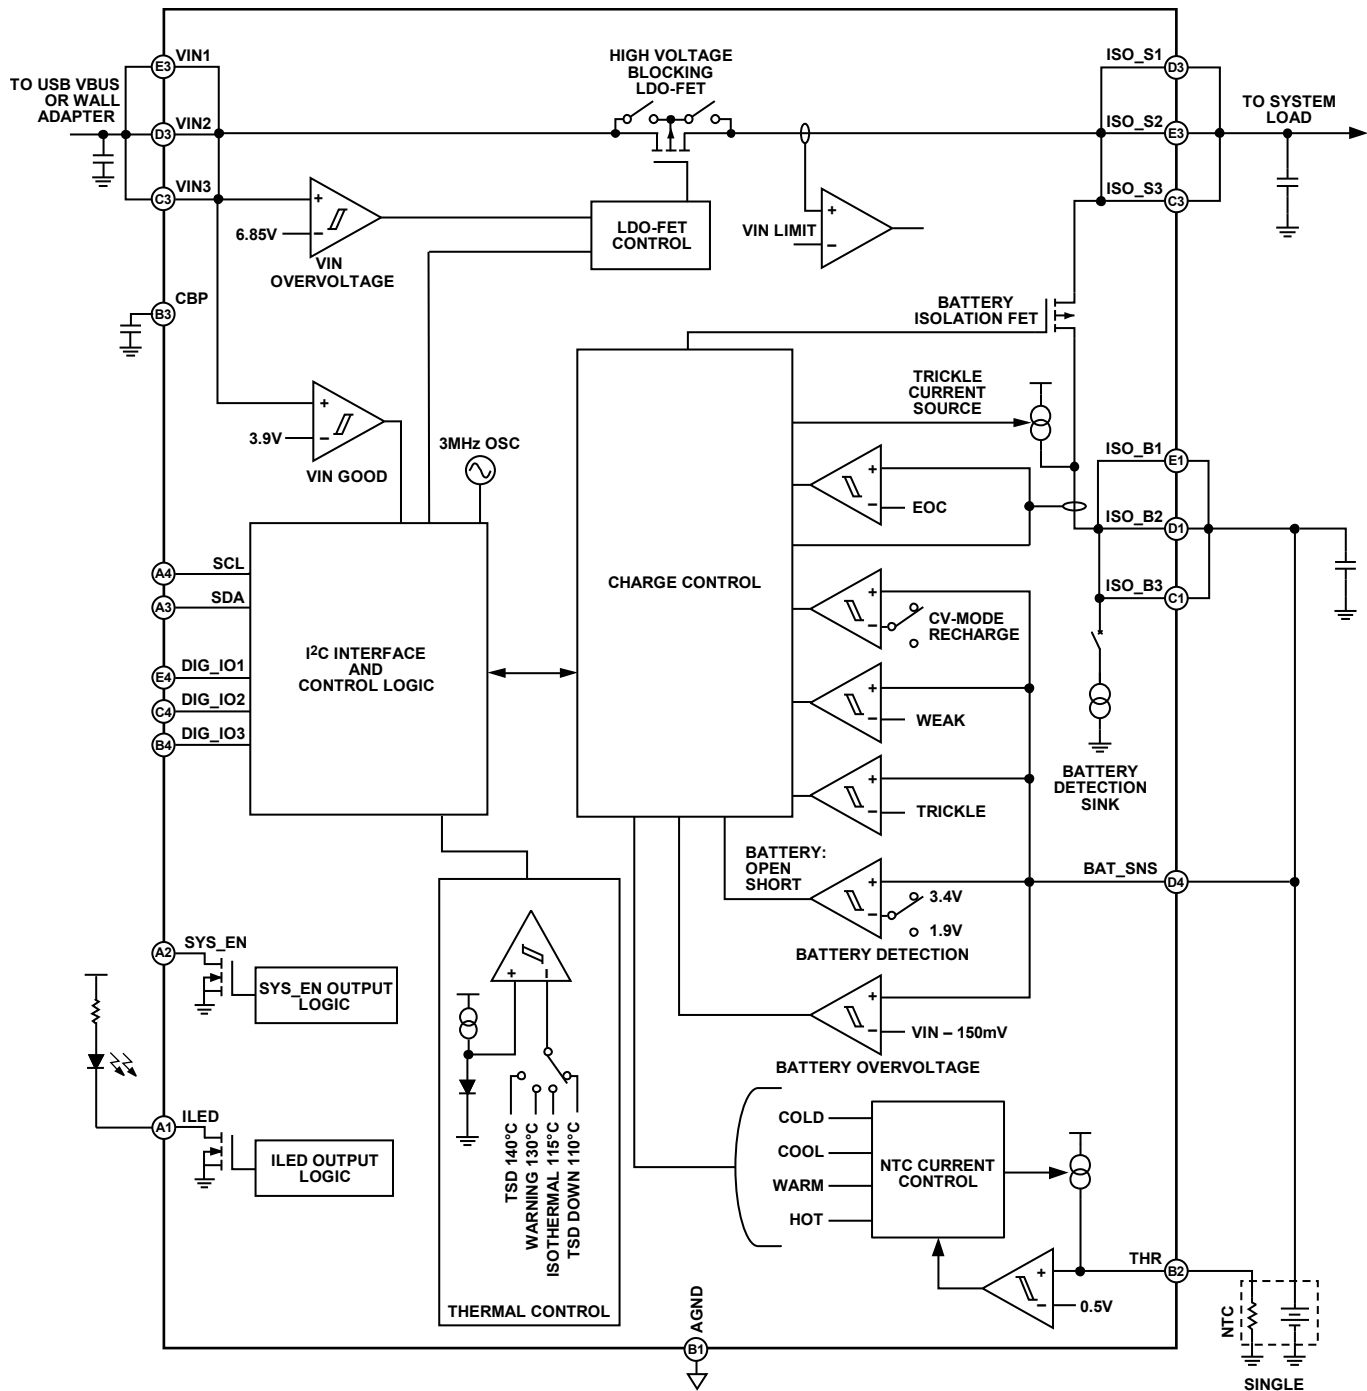 TO USB VBUS
OR WALL
ADAPTER
E3
VIN1
D3
VIN2
C3
VIN3
HIGH VOLTAGE
BLOCKING
LDO-FET
ISO_S1
D3
ISO_S2
E3
ISO_S3
C3
TO SYSTEM
LOAD
6.85V
+
–
VIN
OVERVOLTAGE
LDO-FET
CONTROL
VIN LIMIT
+
–
CBP
B3
BATTERY
ISOLATION FET
3.9V
+
–
VIN GOOD
3MHz OSC
TRICKLE
CURRENT
SOURCE
+
–
EOC
ISO_B1
E1
ISO_B2
D1
ISO_B3
C1
A4
SCL
A3
SDA
E4
DIG_IO1
C4
DIG_IO2
B4
DIG_IO3
I2C INTERFACE
AND
CONTROL LOGIC
CHARGE CONTROL
+
–
CV-MODE
RECHARGE
+
–
WEAK
+
–
TRICKLE
BATTERY
DETECTION
SINK
BATTERY:
OPEN
SHORT
+
–
3.4V
1.9V
BATTERY DETECTION
BAT_SNS
D4
+
–
VIN – 150mV
BATTERY OVERVOLTAGE
A2
SYS_EN
SYS_EN OUTPUT
LOGIC
A1
ILED
ILED OUTPUT
LOGIC
+
–
TSD 140°C
WARNING 130°C
ISOTHERMAL 115°C
TSD DOWN 110°C
THERMAL CONTROL
COLD
COOL
WARM
HOT
NTC CURRENT
CONTROL
+
–
0.5V
THR
B2
AGND
B1
NTC
SINGLE